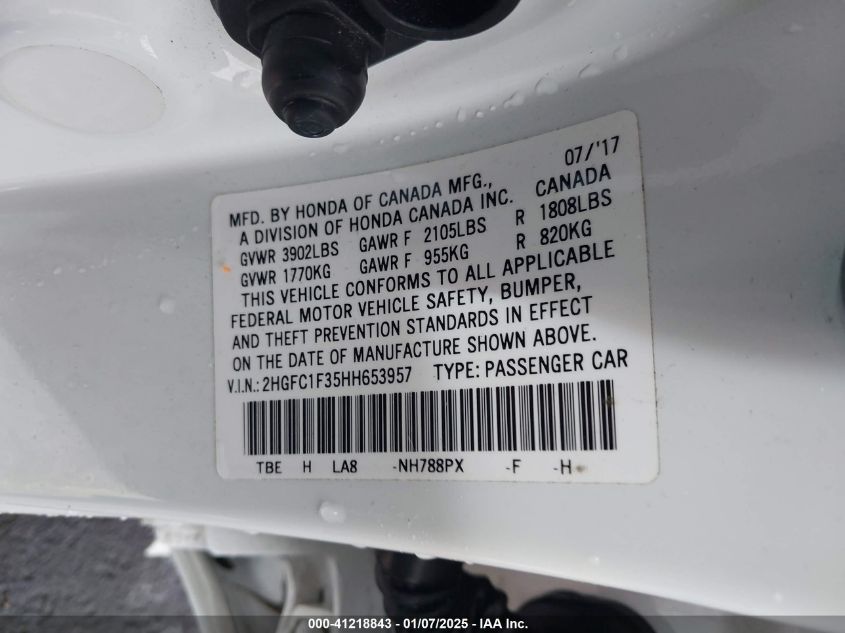 07/'17
MFD. BY HONDA OF CANADA MFG.,
A DIVISION OF HONDA CANADA INC. CANADA
GVWR 3902LBS GAWR F 2105LBS R 1808LBS
GVWR 1770KG GAWR F 955KG R 820KG
THIS VEHICLE CONFORMS TO ALL APPLICABLE
FEDERAL MOTOR VEHICLE SAFETY, BUMPER,
AND THEFT PREVENTION STANDARDS IN EFFECT
ON THE DATE OF MANUFACTURE SHOWN ABOVE.
V.I.N.: 2HGFC1F35HH653957 TYPE: PASSENGER CAR
TBE H LA8 -NH788PX -F -H
000-41218843 - 01/07/2025 - IAA Inc.